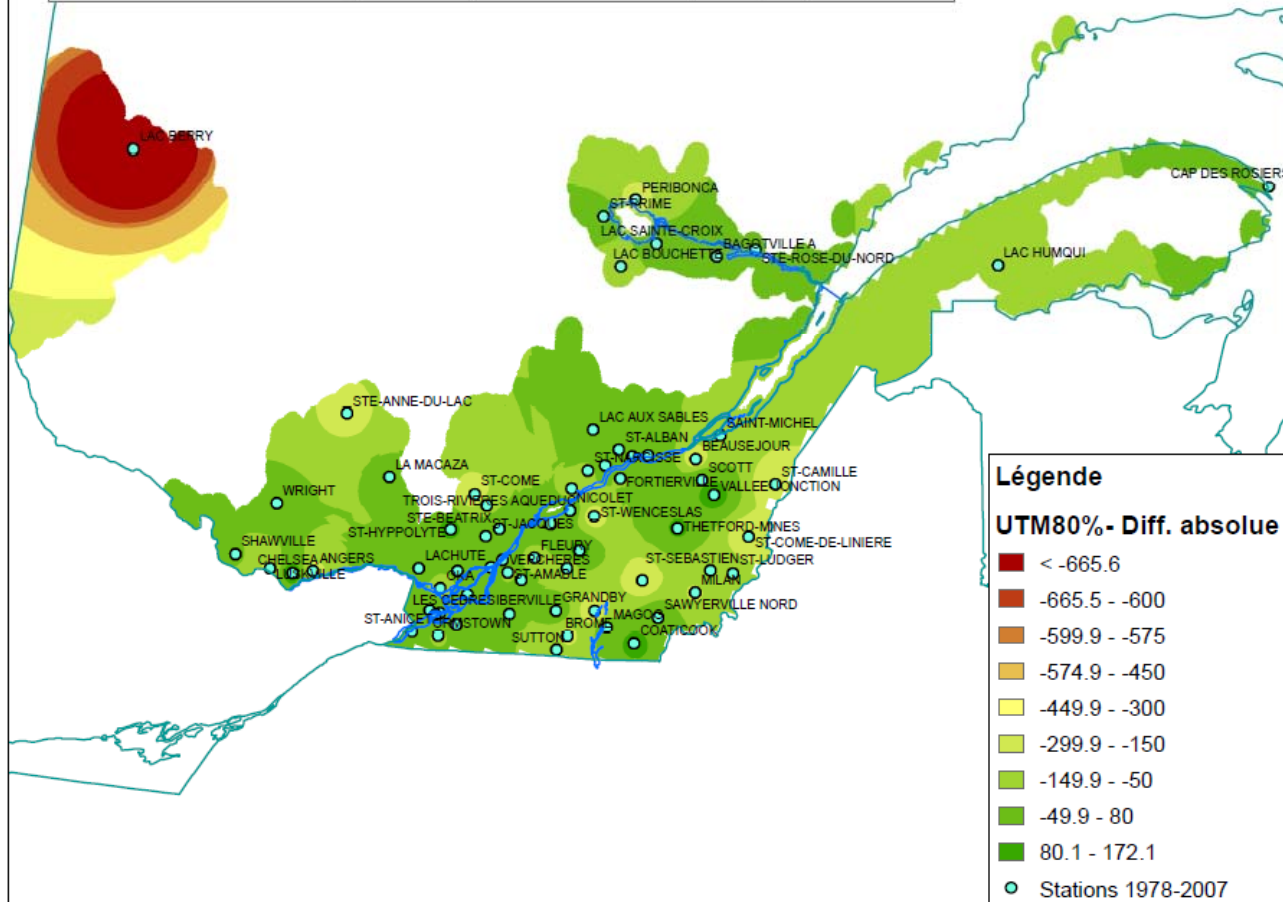 LAC BERRY
PERIBONCA
CAP DES ROSIERS
ST-PRIME
LAC SAINTE-CROIX
BAGOTVILLE A
LAC BOUCHETTE
STE-ROSE-DU-NORD
LAC HUMQUI
STE-ANNE-DU-LAC
LAC AUX SABLES
SAINT-MICHEL
ST-ALBAN
BEAUSEJOUR
ST-NARCISSE
LA MACAZA
SCOTT
ST-CAMILLE
ST-COME
FORTIERVILLE
VALLEE JONCTION
WRIGHT
TROIS-RIVIERES AQUEDUC
NICOLET
ST-WENCESLAS
STE-BEATRIX
ST-JACQUES
THETFORD-MINES
ST-HYPPOLYTE
ST-COME-DE-LINIERE
SHAWVILLE
FLEURY
CHELSEA
ANGERS
LACHUTE
VERCHERES
ST-SEBASTIEN
ST-LUDGER
LUSKVILLE
OKA
ST-AMABLE
MILAN
LES CEDRES
IBERVILLE
GRANDBY
SAWYERVILLE NORD
ST-ANICET
ORMSTOWN
BROME
MAGOG
SUTTON
COATICOOK
Légende
UTM80%- Diff. absolue
< -665.6
-665.5 - -600
-599.9 - -575
-574.9 - -450
-449.9 - -300
-299.9 - -150
-149.9 - -50
-49.9 - 80
80.1 - 172.1
Stations 1978-2007